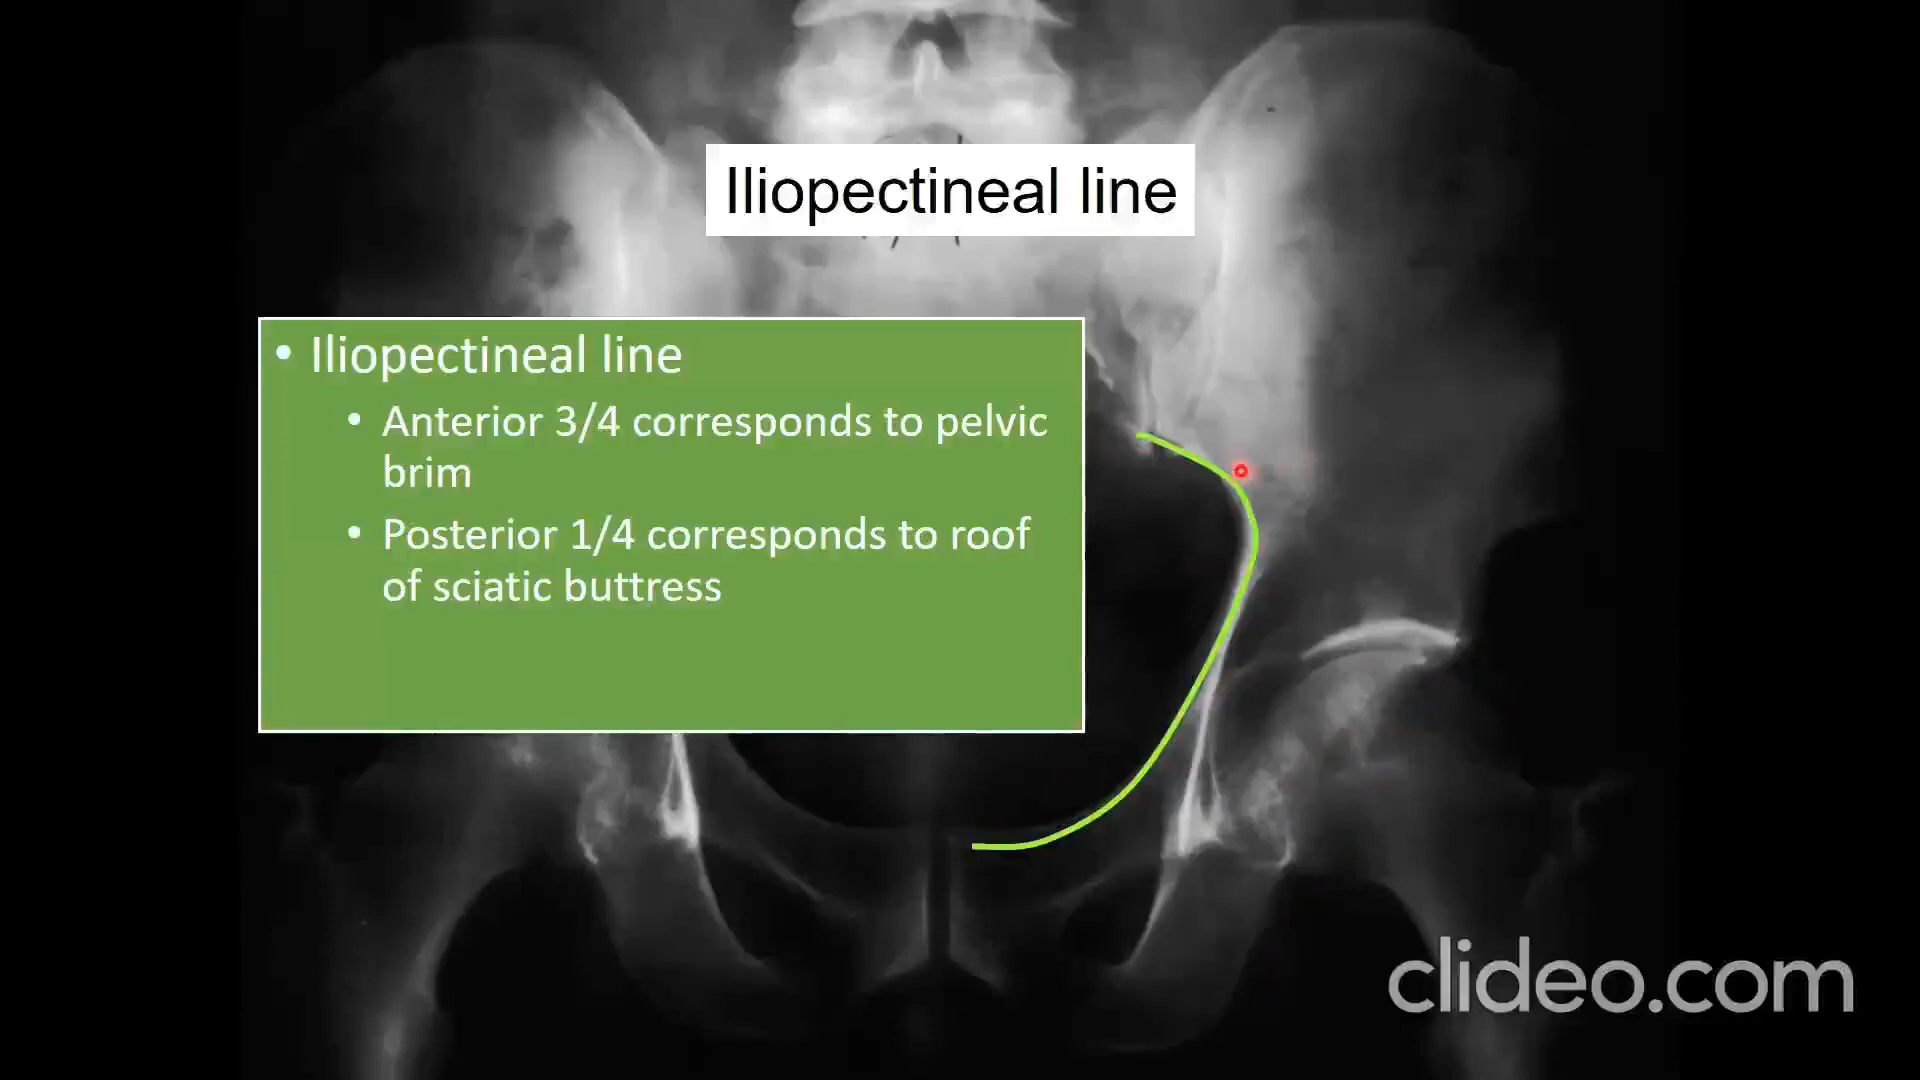 Iliopectineal line
• Iliopectineal line
• Anterior 3/4 corresponds to pelvic
brim
• Posterior 1/4 corresponds to roof
of sciatic buttress
clideo.com